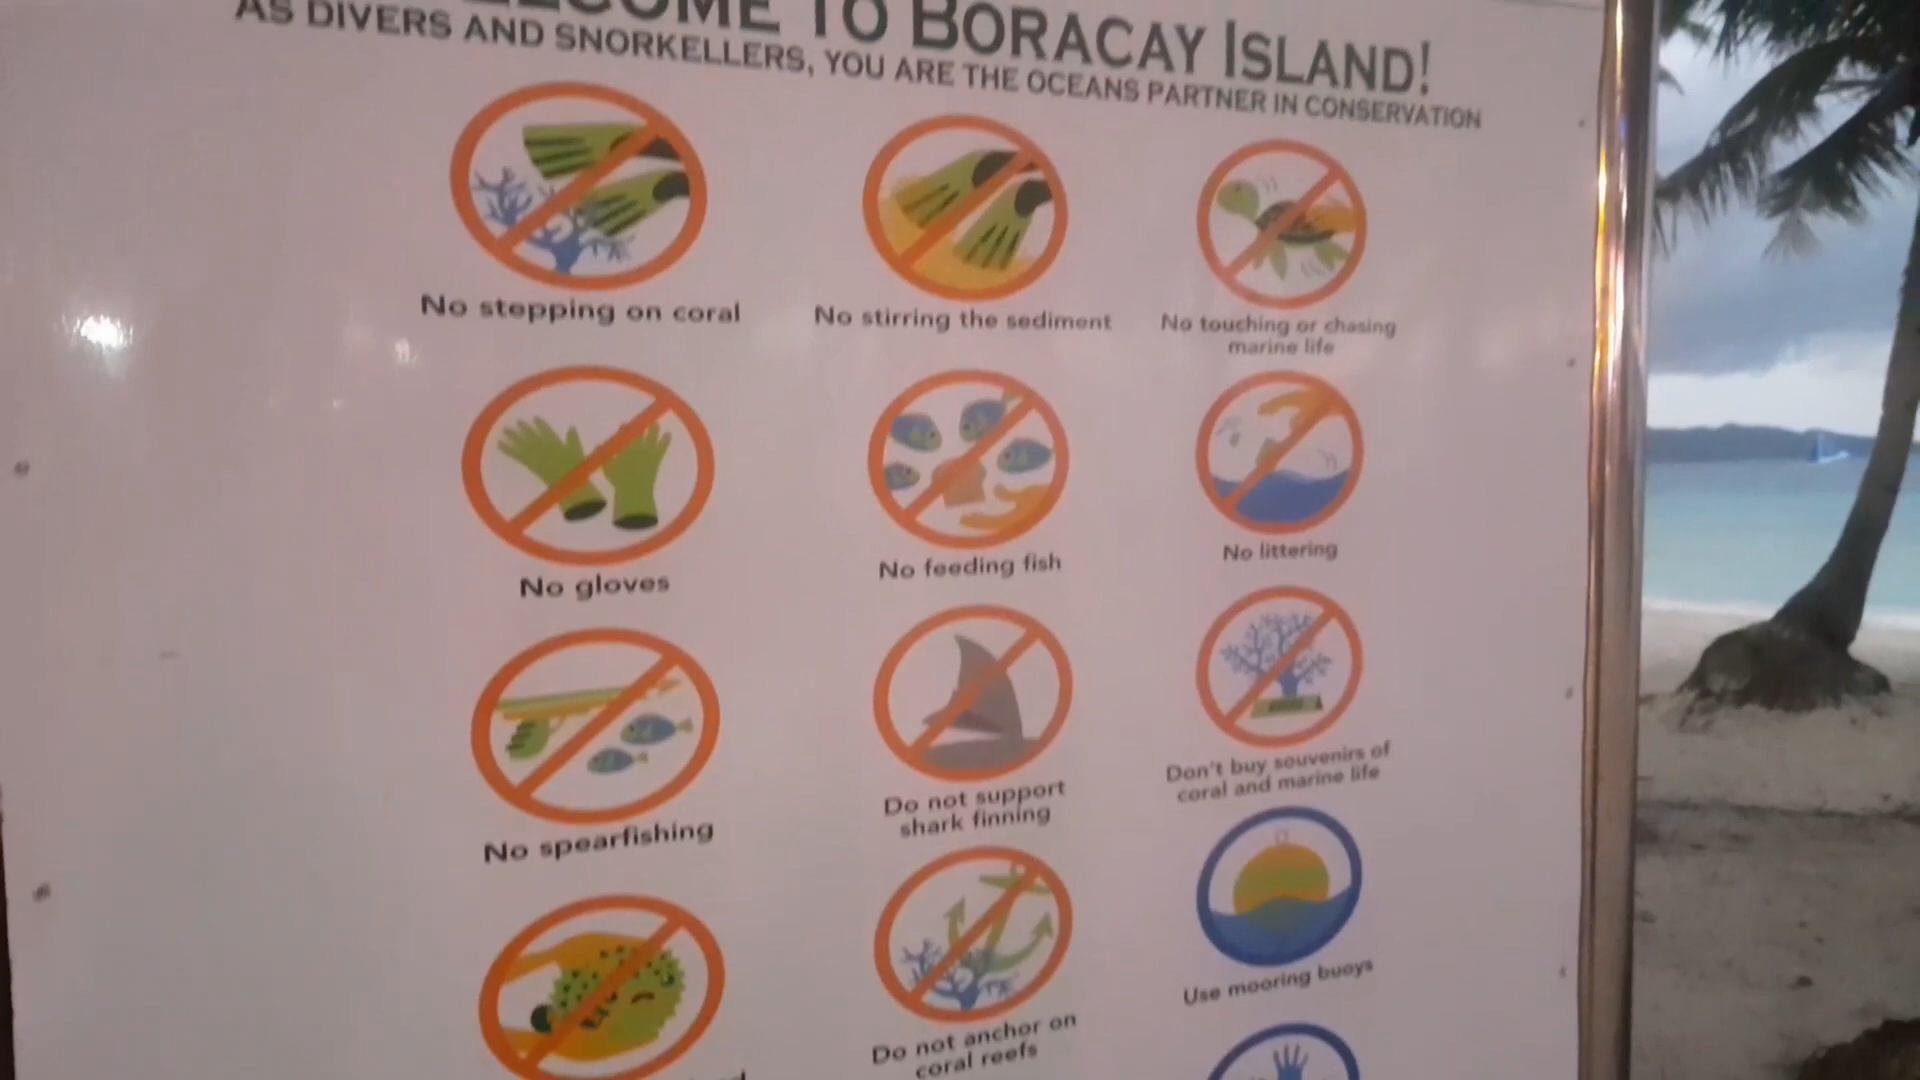 TO BORACAY ISLAND!
AS DIVERS AND SNORKELLERS, YOU ARE THE OCEANS PARTNER IN CONSERVATION
No stepping on coral
No stirring the sediment
No touching or chasing
marine life
No gloves
No feeding fish
No littering
No spearfishing
Do not support
shark finning
Don't buy souvenirs of
coral and marine life
Do not anchor on
coral reefs
Use mooring buoys